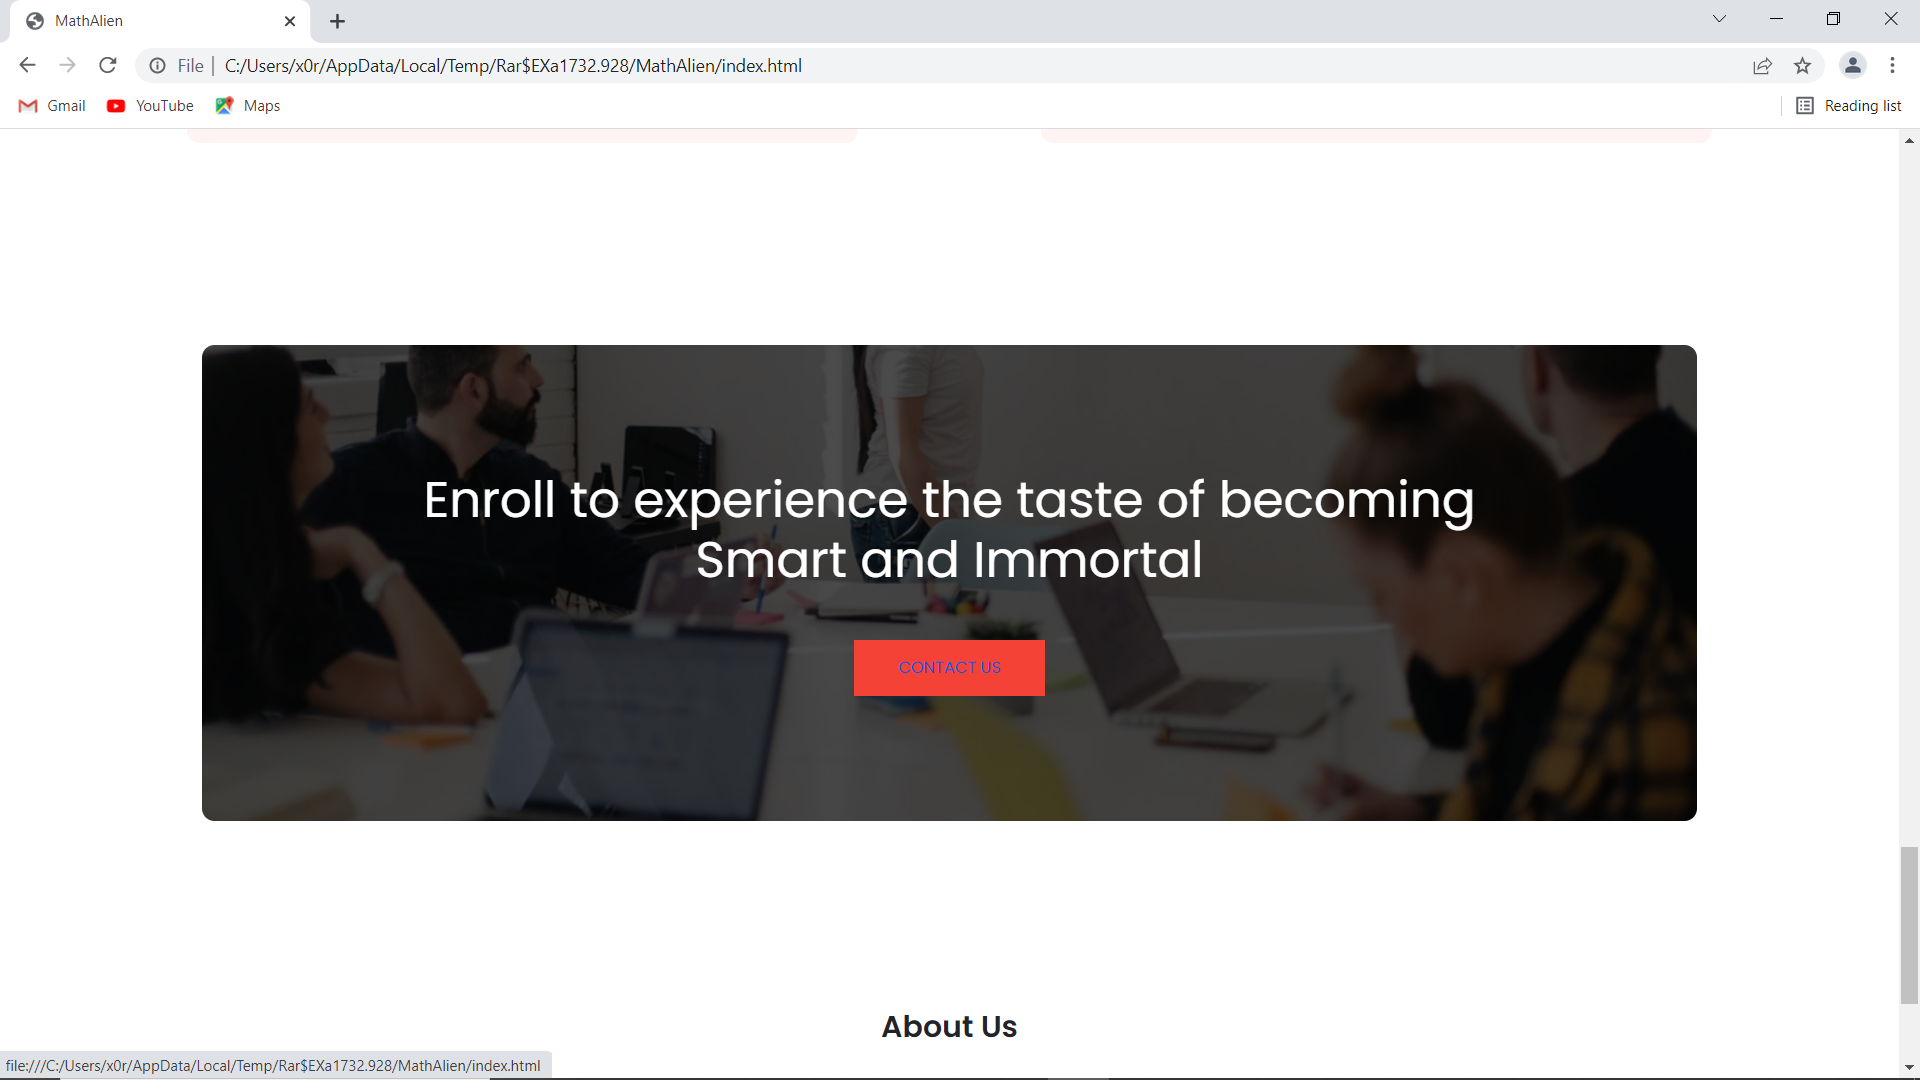 MathAlien
File
C:/Users/x0r/AppData/Local/Temp/Rar$EXa1732.928/MathAlien/index.html
Gmail YouTube Maps Reading list
Enroll to experience the taste of becoming
Smart and Immortal
CONTACT US
About Us
file:///C:/Users/x0r/AppData/Local/Temp/Rar$EXa1732.928/MathAlien/index.html